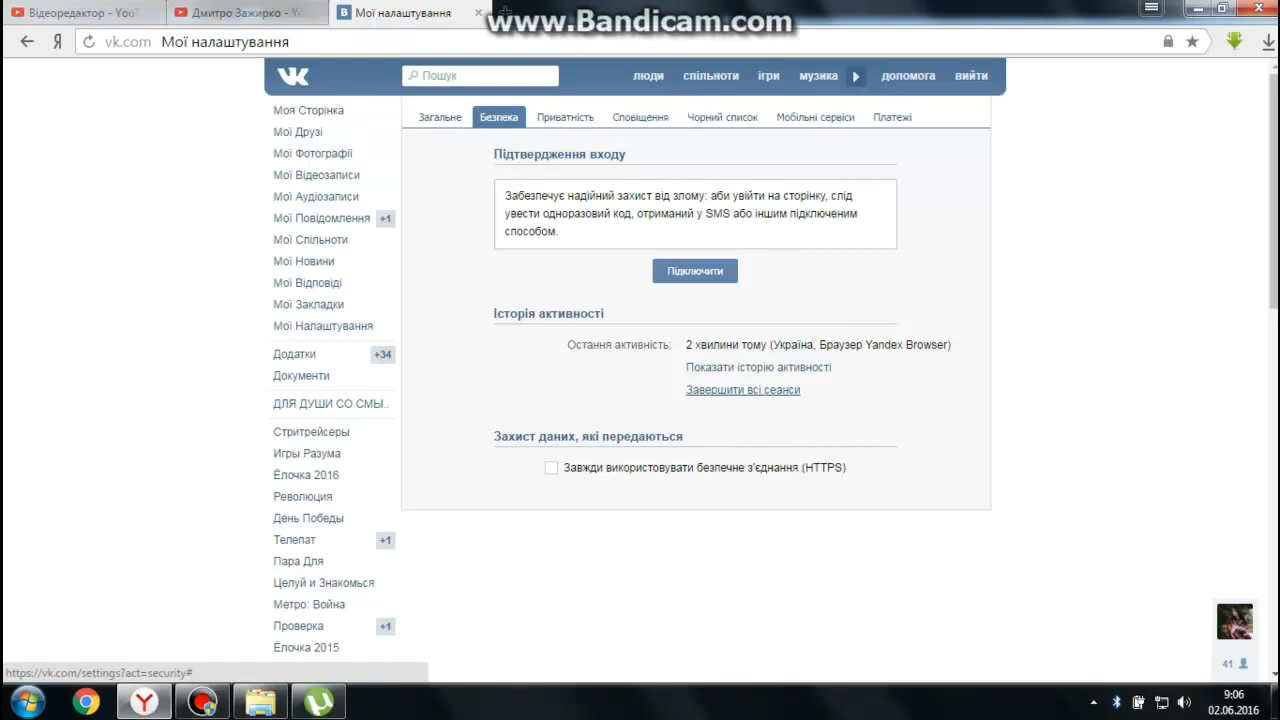 Відеоредактор - YouT
Дмитро Зажирко - Yo
Мої налаштування
www.Bandicam.com
vk.com Мої налаштування
Пошук
люди
спільноти
ігри
музика
допомога
вийти
Моя Сторінка
Мої Друзі
Мої Фотографії
Мої Відеозаписи
Мої Аудіозаписи
Мої Повідомлення +1
Мої Спільноти
Мої Новини
Мої Відповіді
Мої Закладки
Мої Налаштування
Додатки +34
Документи
ДЛЯ ДУШИ СО СМЫ..
Стритрейсеры
Игры Разума
Ёлочка 2016
Революция
День Победы
Телепат +1
Пара Для
Целуй и Знакомься
Метро: Война
Проверка +1
Ёлочка 2015
Загальне
Безпека
Приватність
Сповіщення
Чорний список
Мобільні сервіси
Платежі
Підтвердження входу
Забезпечує надійний захист від злому: аби увійти на сторінку, слід
увести одноразовий код, отриманий у SMS або іншим підключеним
способом.
Підключити
Історія активності
Остання активність: 2 хвилини тому (Україна, Браузер Yandex Browser)
Показати історію активності
Завершити всі сеанси
Захист даних, які передаються
Завжди використовувати безпечне з'єднання (HTTPS)
41
https://vk.com/settings?act=security#
9:06
02.06.2016